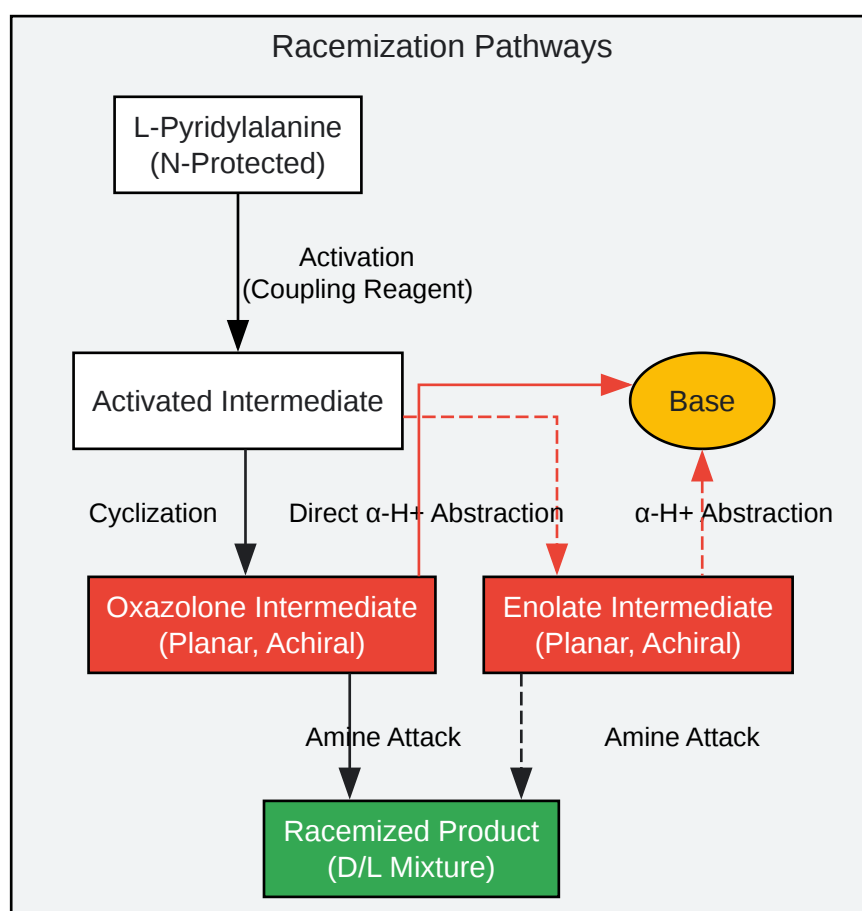 Racemization Pathways
L-Pyridylalanine
(N-Protected)
Activation
(Coupling Reagent)
Activated Intermediate
Base
Cyclization
Direct α-H+ Abstraction
α-H+ Abstraction
Oxazolone Intermediate
(Planar, Achiral)
Enolate Intermediate
(Planar, Achiral)
Amine Attack
Amine Attack
Racemized Product
(D/L Mixture)